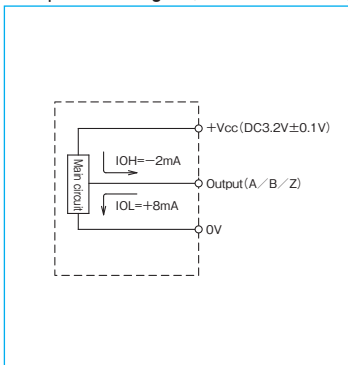 +Vcc(DC3.2V±0.1V)
IOH=−2mA
Main circuit
Output(A/B/Z)
IOL=+8mA
0V